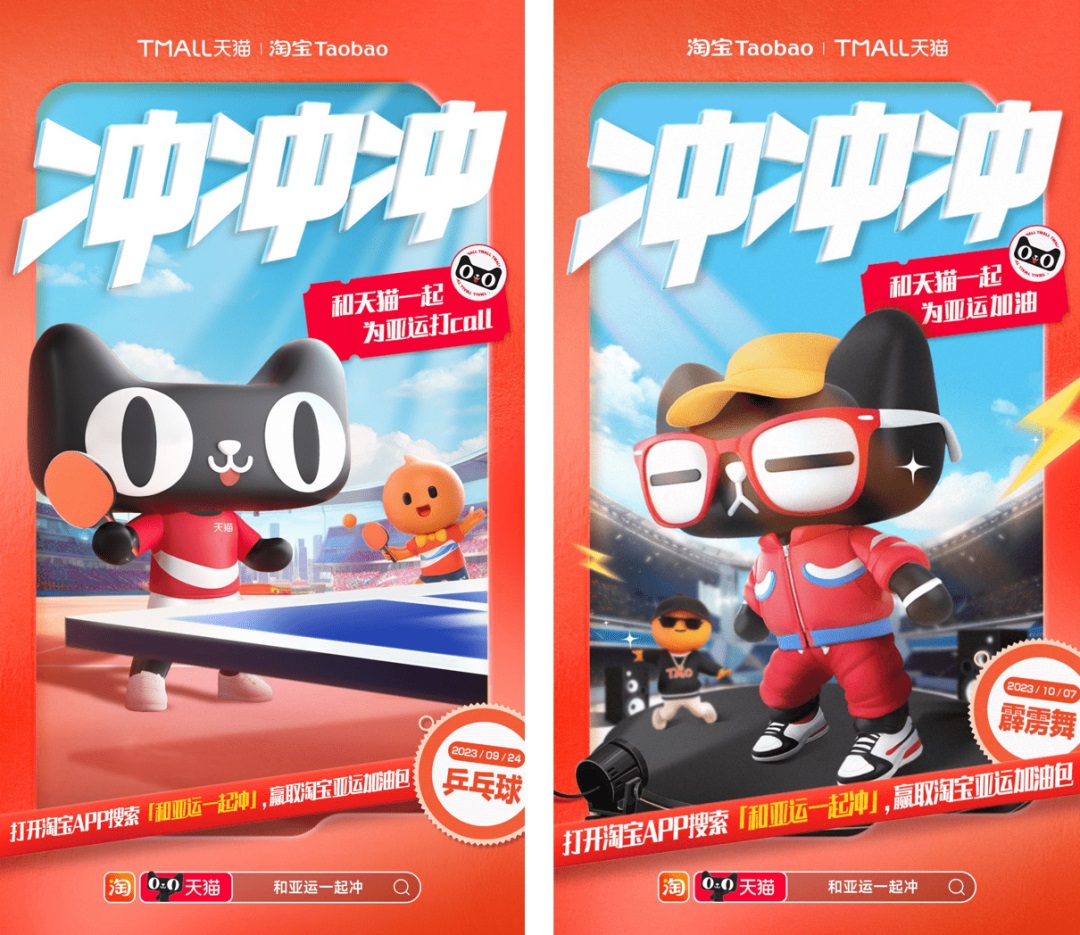 TMALL天猫 | 淘宝Taobao
冲冲冲
和天猫一起
为亚运打call
天猫
2023 / 09 / 24
乒乓球
打开淘宝APP搜索「和亚运一起冲」，赢取淘宝亚运加油包
淘 天猫 和亚运一起冲
淘宝Taobao | TMALL天猫
冲冲冲
和天猫一起
为亚运加油
TAO
2023 / 10 / 07
霹雳舞
打开淘宝APP搜索「和亚运一起冲」，赢取淘宝亚运加油包
淘 天猫 和亚运一起冲